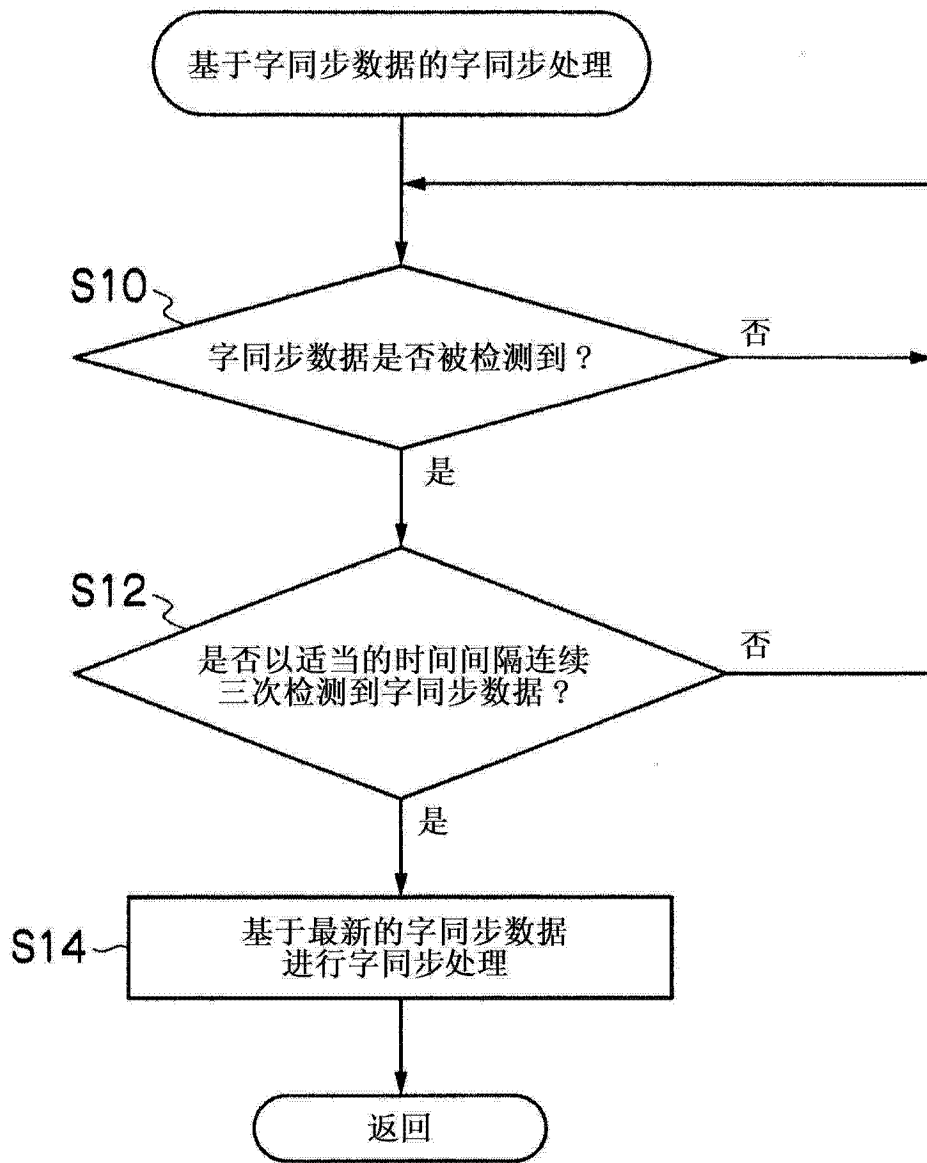 基于字同步数据的字同步处理
S10
字同步数据是否被检测到？
否
是
S12
是否以适当的时间间隔连续
三次检测到字同步数据？
否
是
S14
基于最新的字同步数据
进行字同步处理
返回